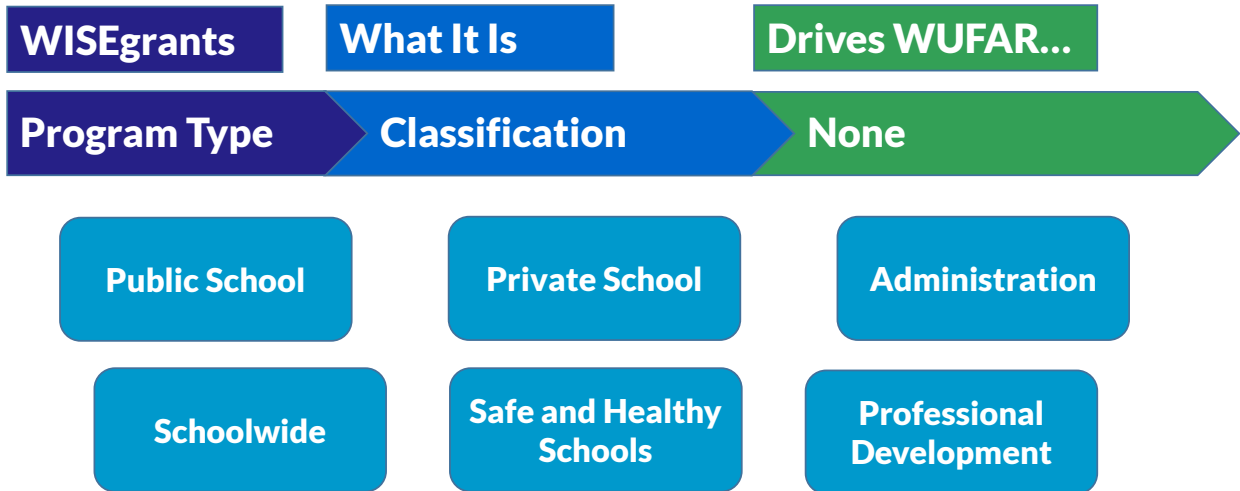 WISEgrants
What It Is
Drives WUFAR...
Program Type
Classification
None
Public School
Private School
Administration
Schoolwide
Safe and Healthy
Schools
Professional
Development